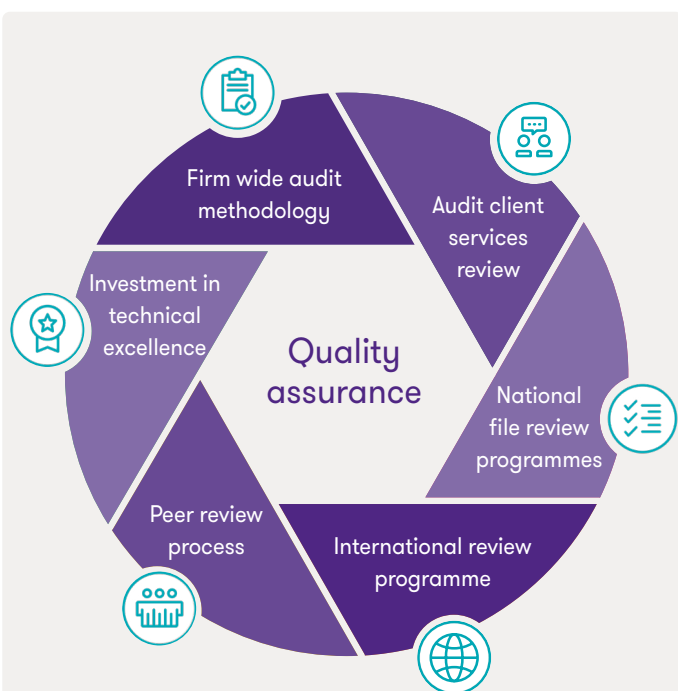 Firm wide audit
methodology
Audit client
services
review
Investment in
technical
excellence
Quality
assurance
National
file review
programmes
Peer review
process
International review
programme